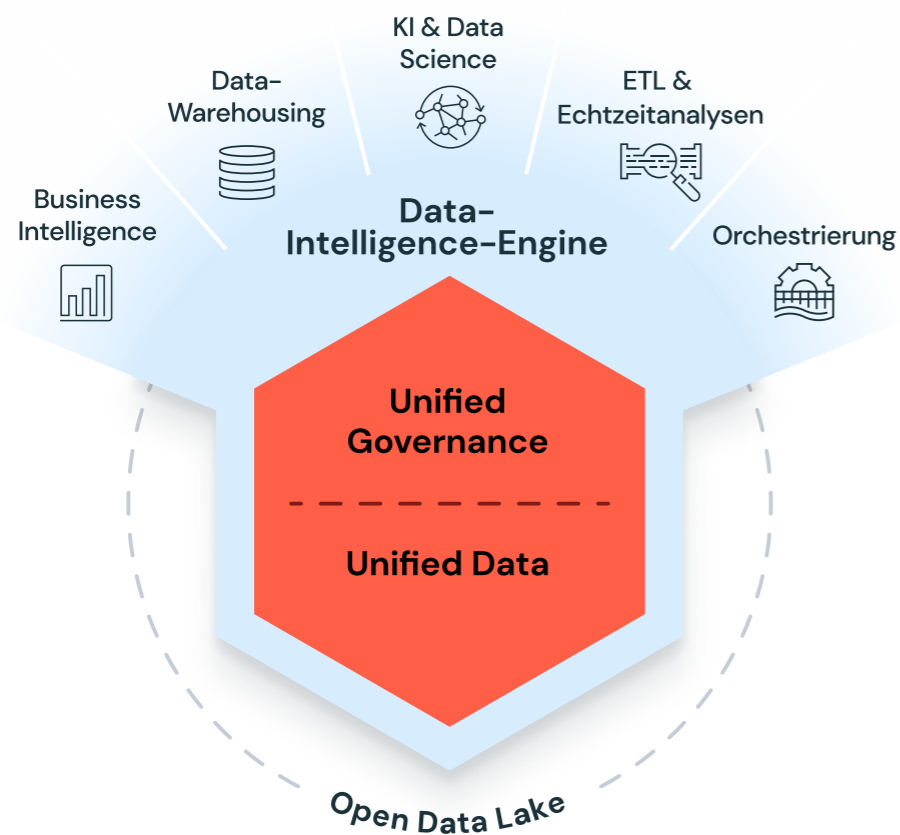 KI & Data
Science
Data-
Warehousing
ETL &
Echtzeitanalysen
Business
Intelligence
Orchestrierung
Data-
Intelligence-Engine
Unified
Governance
Unified Data
Open Data Lake